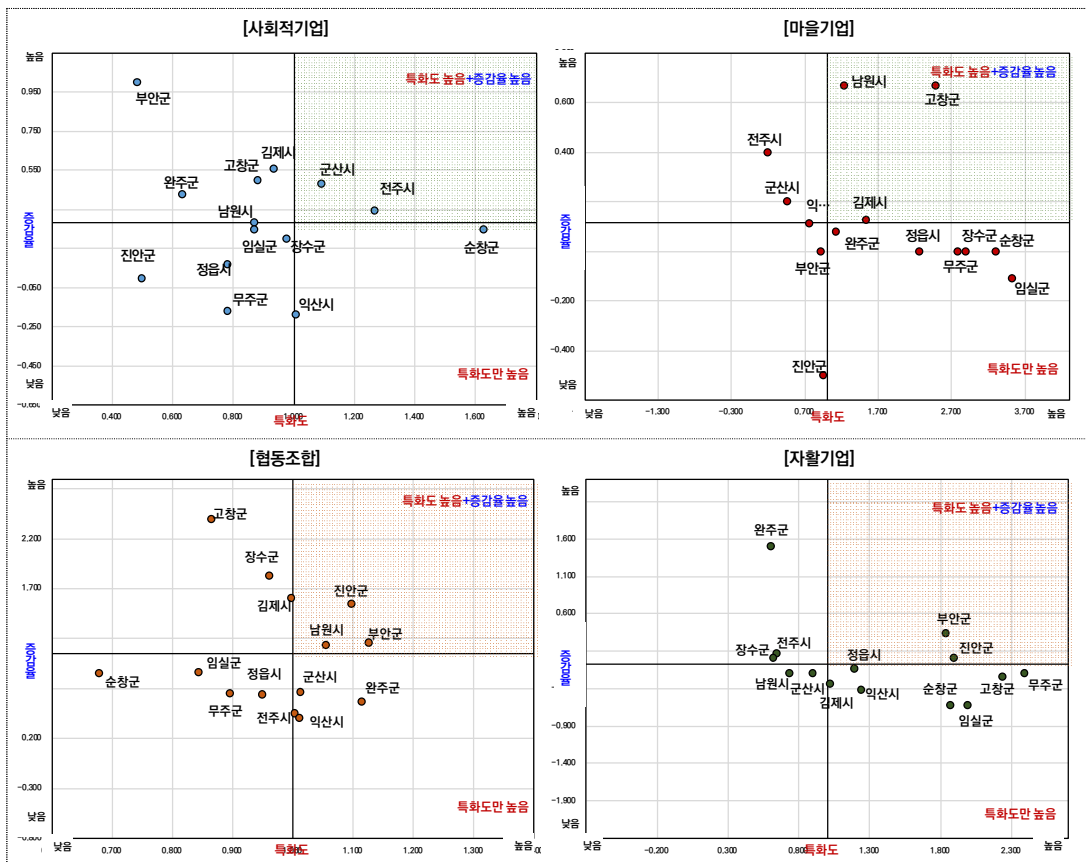 [사회적기업]
높음
특화도 높음+증감율 높음
0.950
부안군
0.750
김제시
0.550
고창군
군산시
완주군
전주시
남원시
증감율
임실군
장수군
순창군
진안군
정읍시
-0.050
무주군
익산시
-0.250
-0.450
특화도만 높음
낮음
낮음
0.400
0.600
0.800
1.000
1.200
1.400
1.600
높음
특화도
[마을기업]
높음
특화도 높음+증감율 높음
남원시
0.600
고창군
전주시
0.400
군산시
익…
김제시
증감율
완주군
정읍시
장수군
순창군
부안군
무주군
임실군
-0.200
-0.400
진안군
특화도만 높음
낮음
낮음
-1.300
-0.300
0.700
1.700
2.700
3.700
높음
특화도
[협동조합]
높음
특화도 높음+증감율 높음
고창군
2.200
장수군
1.700
김제시
진안군
남원시
부안군
증감율
임실군
순창군
정읍시
군산시
무주군
완주군
전주시
익산시
0.200
-0.300
특화도만 높음
낮음
낮음
0.700
0.900
1.100
1.300
높음
특화도
[자활기업]
높음
특화도 높음+증감율 높음
완주군
1.600
1.100
0.600
부안군
전주시
장수군
정읍시
진안군
증감율
남원시
군산시
김제시
익산시
순창군
고창군
무주군
임실군
-0.900
-1.400
-1.900
특화도만 높음
낮음
낮음
-0.200
0.300
0.800
1.300
1.800
2.300
높음
특화도